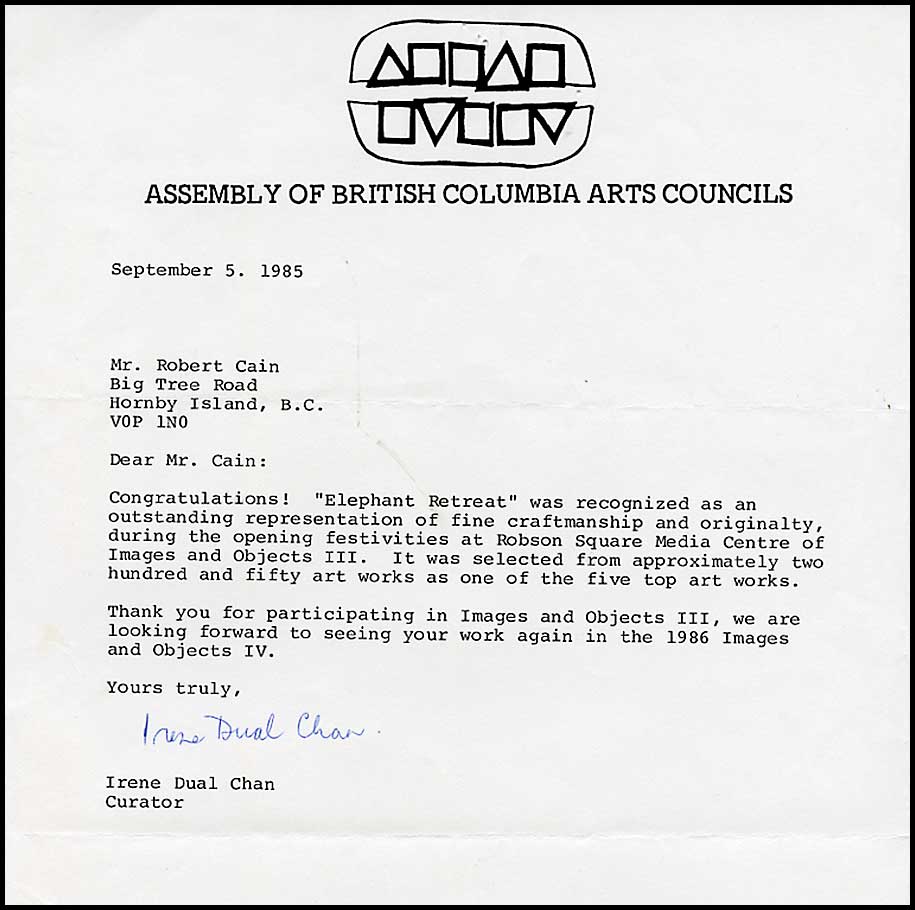 ASSEMBLY OF BRITISH COLUMBIA ARTS COUNCILS
September 5. 1985
Mr. Robert Cain
Big Tree Road
Hornby Island, B.C.
V0P 1N0
Dear Mr. Cain:
Congratulations!  "Elephant Retreat" was recognized as an
outstanding representation of fine craftmanship and originalty,
during the opening festivities at Robson Square Media Centre of
Images and Objects III.  It was selected from approximately two
hundred and fifty art works as one of the five top art works.
Thank you for participating in Images and Objects III, we are
looking forward to seeing your work again in the 1986 Images
and Objects IV.
Yours truly,
Irene Dual Chan.
Irene Dual Chan
Curator